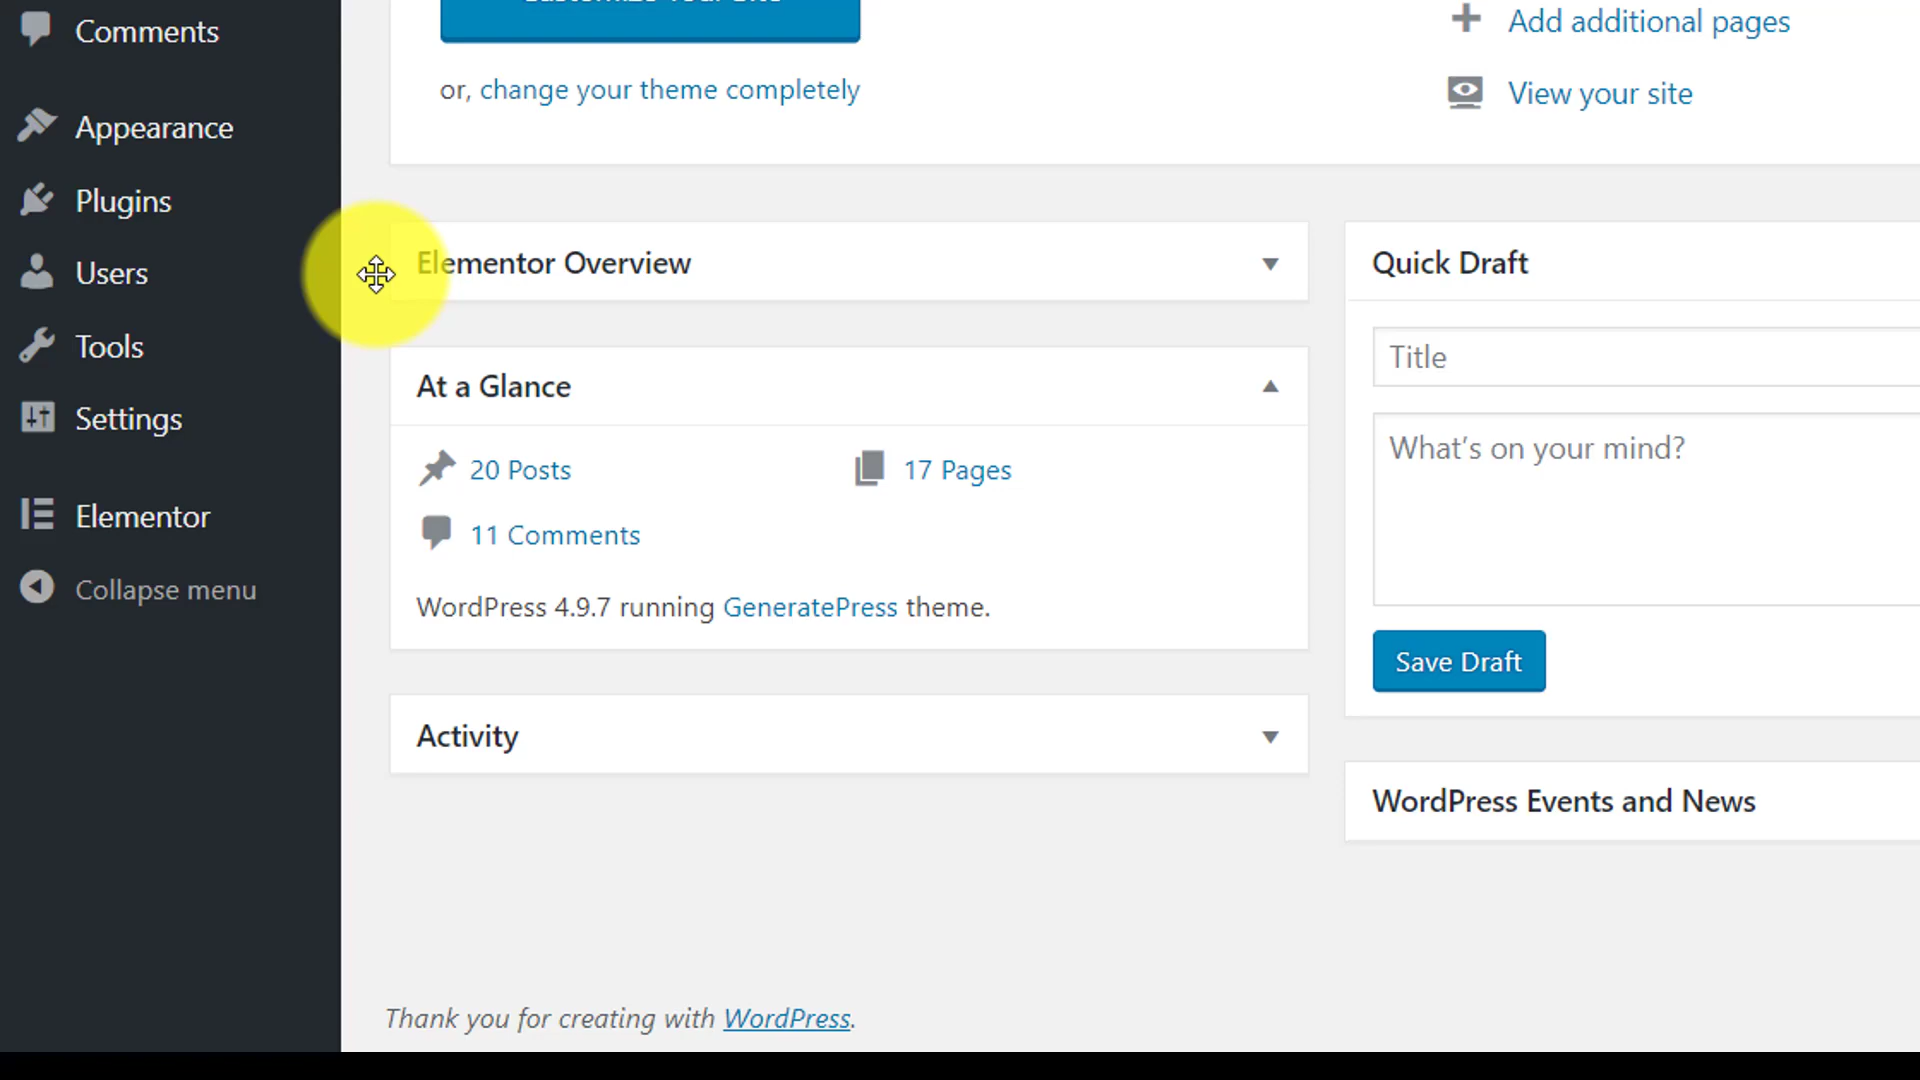 Comments
Appearance
Plugins
Users
Tools
Settings
Elementor
Collapse menu
Customize Your Site
or, change your theme completely
Add additional pages
View your site
Elementor Overview
At a Glance
20 Posts
17 Pages
11 Comments
WordPress 4.9.7 running GeneratePress theme.
Activity
Quick Draft
Title
What's on your mind?
Save Draft
WordPress Events and News
Thank you for creating with WordPress.